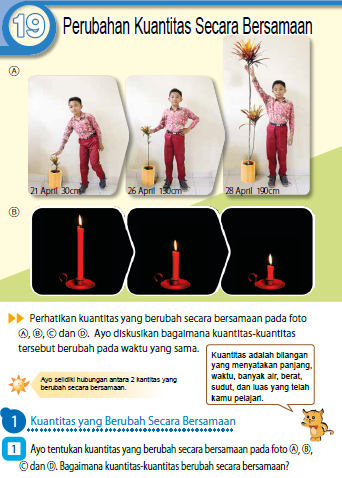 19 Perubahan Kuantitas Secara Bersamaan
Ⓐ
21 April 30cm
26 April 130cm
28 April 190cm
Ⓑ
Perhatikan kuantitas yang berubah secara bersamaan pada foto
Ⓐ, Ⓑ, Ⓒ dan Ⓓ. Ayo diskusikan bagaimana kuantitas-kuantitas
tersebut berubah pada waktu yang sama.
Kuantitas adalah bilangan
yang menyatakan panjang,
waktu, banyak air, berat,
sudut, dan luas yang telah
kamu pelajari.
Ayo selidiki hubungan antara 2 kantitas yang
berubah secara bersamaan.
1 Kuantitas yang Berubah Secara Bersamaan
1 Ayo tentukan kuantitas yang berubah secara bersamaan pada foto Ⓐ, Ⓑ,
Ⓒ dan Ⓓ. Bagaimana kuantitas-kuantitas berubah secara bersamaan?